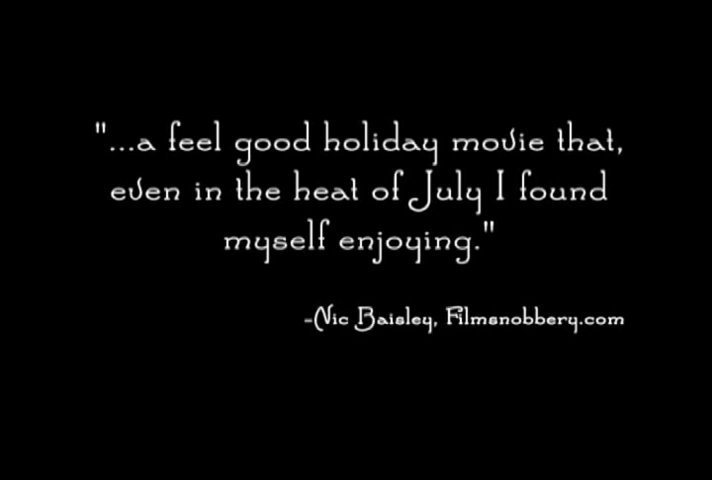 "...a feel good holiday movie that,
even in the heat of July I found
myself enjoying."
-Nic Baisley, Filmsnobbery.com